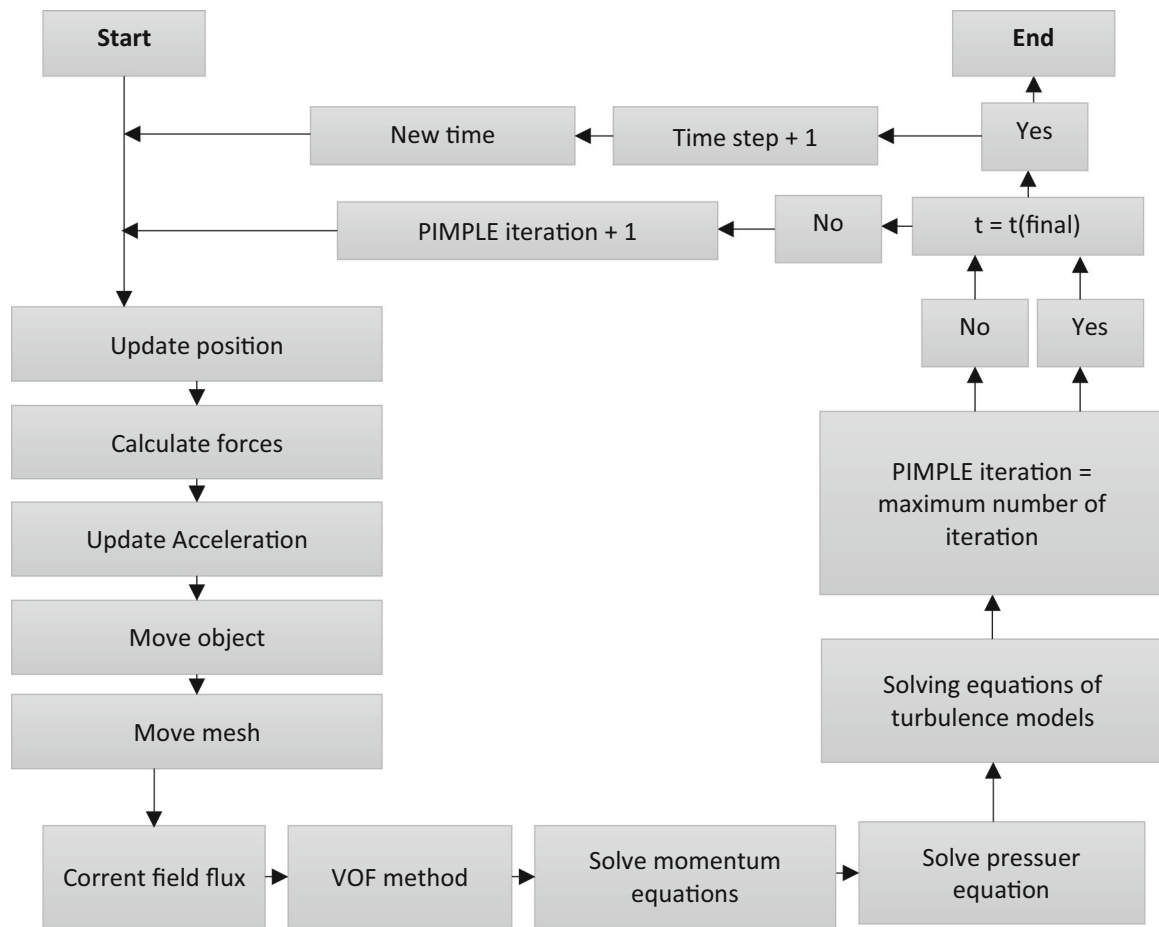 Start
End
New time
Time step + 1
Yes
PIMPLE iteration + 1
No
t = t(final)
No
Yes
Update position
Calculate forces
Update Acceleration
Move object
Move mesh
PIMPLE iteration =
maximum number of
iteration
Solving equations of
turbulence models
Corrent field flux
VOF method
Solve momentum
equations
Solve pressuer
equation